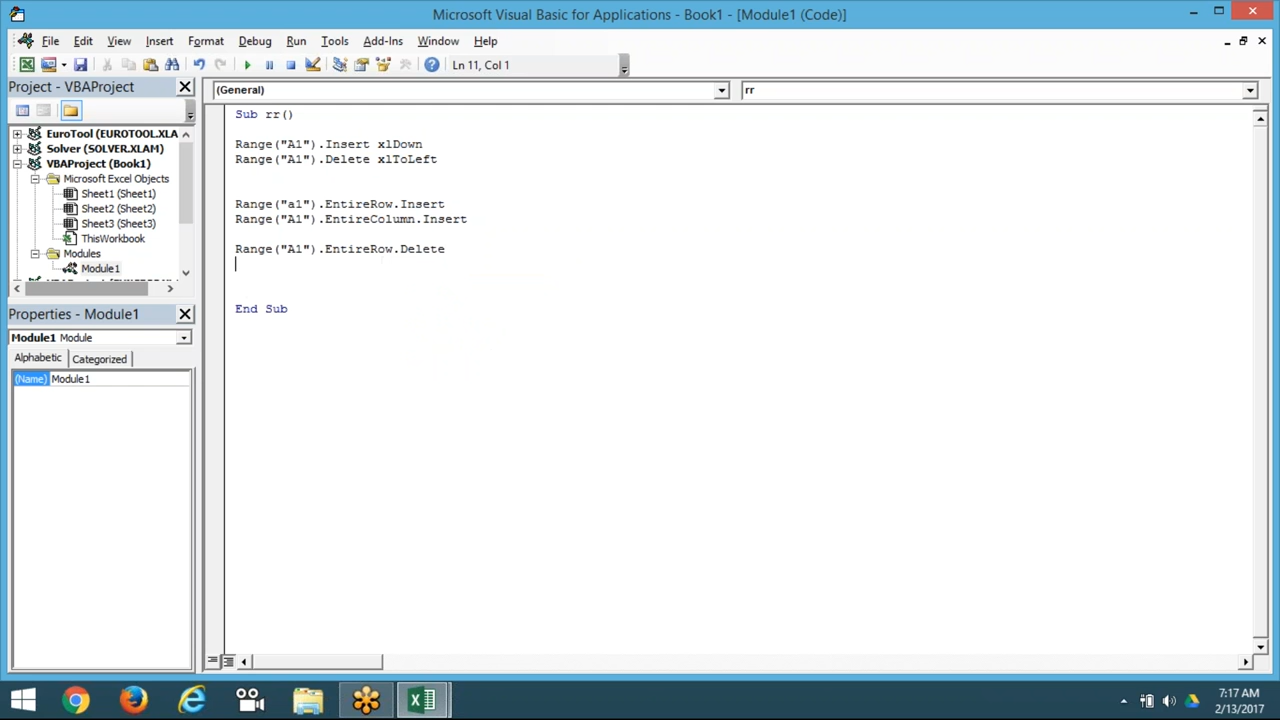 Microsoft Visual Basic for Applications - Book1 - [Module1 (Code)]
File Edit View Insert Format Debug Run Tools Add-Ins Window Help
Ln 11, Col 1
Project - VBAProject
(General)
rr
EuroTool (EUROTOOL.XLA
Solver (SOLVER.XLAM)
VBAProject (Book1)
Microsoft Excel Objects
Sheet1 (Sheet1)
Sheet2 (Sheet2)
Sheet3 (Sheet3)
ThisWorkbook
Modules
Module1
Properties - Module1
Module1 Module
Alphabetic
Categorized
(Name) Module1
Sub rr()
Range("A1").Insert xlDown
Range("A1").Delete xlToLeft
Range("a1").EntireRow.Insert
Range("A1").EntireColumn.Insert
Range("A1").EntireRow.Delete
End Sub
7:17 AM
2/13/2017